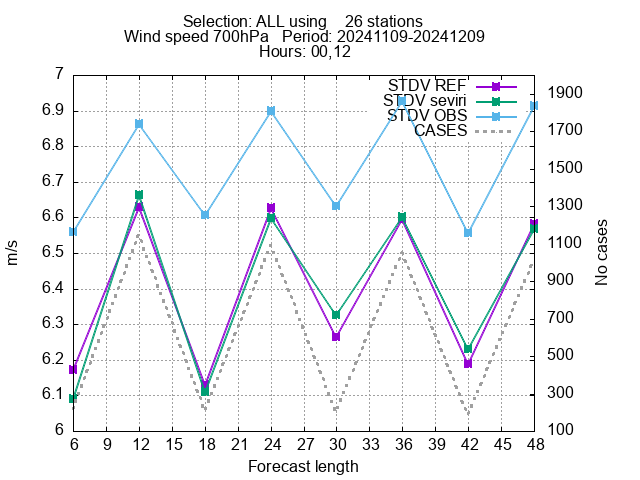 Selection: ALL using    26 stations
Wind speed 700hPa   Period: 20241109-20241209
Hours: 00,12
STDV REF
STDV seviri
STDV OBS
CASES
7
6.9
6.8
6.7
6.6
6.5
6.4
6.3
6.2
6.1
6
m/s
1900
1700
1500
1300
1100
900
700
500
300
100
No cases
6 9 12 15 18 21 24 27 30 33 36 39 42 45 48
Forecast length